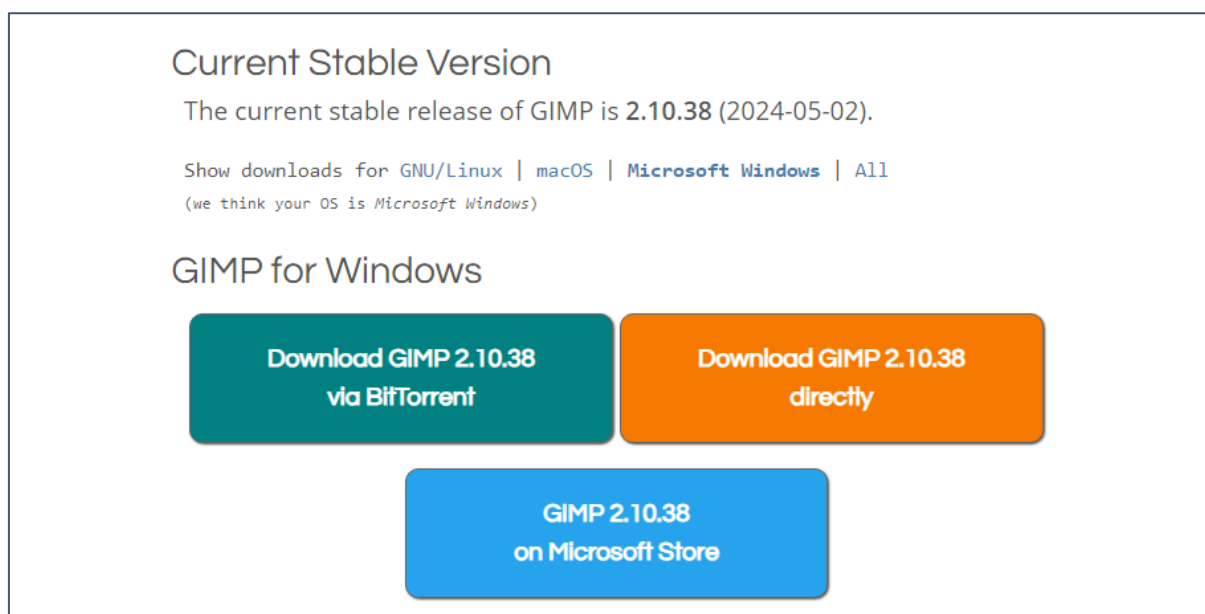 Current Stable Version
The current stable release of GIMP is 2.10.38 (2024-05-02).
Show downloads for GNU/Linux | macOS | Microsoft Windows | All
(we think your OS is Microsoft Windows)
GIMP for Windows
Download GIMP 2.10.38
via BitTorrent
Download GIMP 2.10.38
directly
GIMP 2.10.38
on Microsoft Store